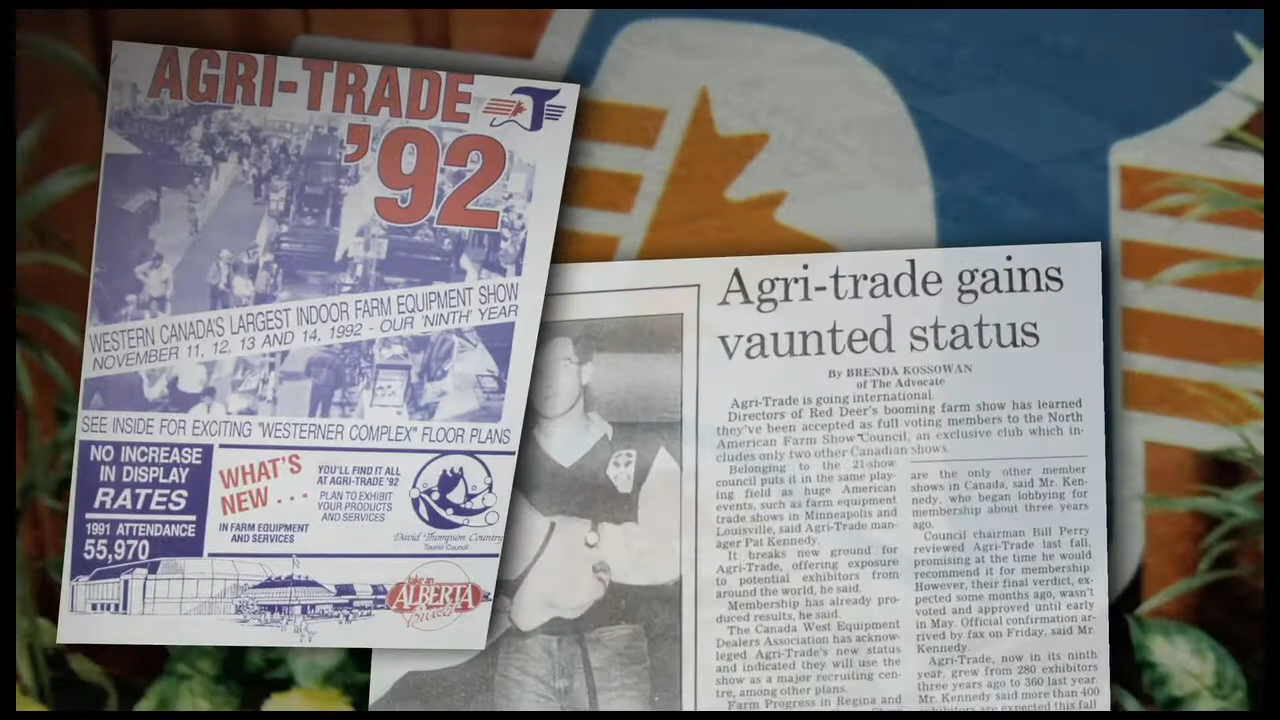 AGRI-TRADE
'92
WESTERN CANADA'S LARGEST INDOOR FARM EQUIPMENT SHOW
NOVEMBER 11, 12, 13 AND 14, 1992 - OUR 'NINTH' YEAR
SEE INSIDE FOR EXCITING "WESTERNER COMPLEX" FLOOR PLANS
NO INCREASE
IN DISPLAY
RATES
1991 ATTENDANCE
55,970
WHAT'S
NEW . . .
IN FARM EQUIPMENT
AND SERVICES
YOU'LL FIND IT ALL
AT AGRI-TRADE '92
PLAN TO EXHIBIT
YOUR PRODUCTS
AND SERVICES
David Thompson Country
Tourist Council
take an
ALBERTA
Break
Agri-trade gains
vaunted status
By BRENDA KOSSOWAN
of The Advocate
Agri-Trade is going international.
Directors of Red Deer's booming farm show has learned
they've been accepted as full voting members to the North
American Farm Show Council, an exclusive club which in-
cludes only two other Canadian shows.
Belonging to the 21-show
council puts it in the same play-
ing field as huge American
events, such as farm equipment
trade shows in Minneapolis and
Louisville, said Agri-Trade man-
ager Pat Kennedy.
It breaks new ground for
Agri-Trade, offering exposure
to potential exhibitors from
around the world, he said.
Membership has already pro-
duced results, he said.
The Canada West Equipment
Dealers Association has acknow-
leged Agri-Trade's new status
and indicated they will use the
show as a major recruiting cen-
tre, among other plans.
Farm Progress in Regina and
are the only other member
shows in Canada, said Mr. Ken-
nedy, who began lobbying for
membership about three years
ago.
Council chairman Bill Perry
reviewed Agri-Trade last fall,
promising at the time he would
recommend it for membership.
However, their final verdict, ex-
pected some months ago, wasn't
voted and approved until early
in May. Official confirmation ar-
rived by fax on Friday, said Mr.
Kennedy.
Agri-Trade, now in its ninth
year, grew from 280 exhibitors
three years ago to 360 last year.
Mr. Kennedy said more than 400
exhibitors are expected this fall